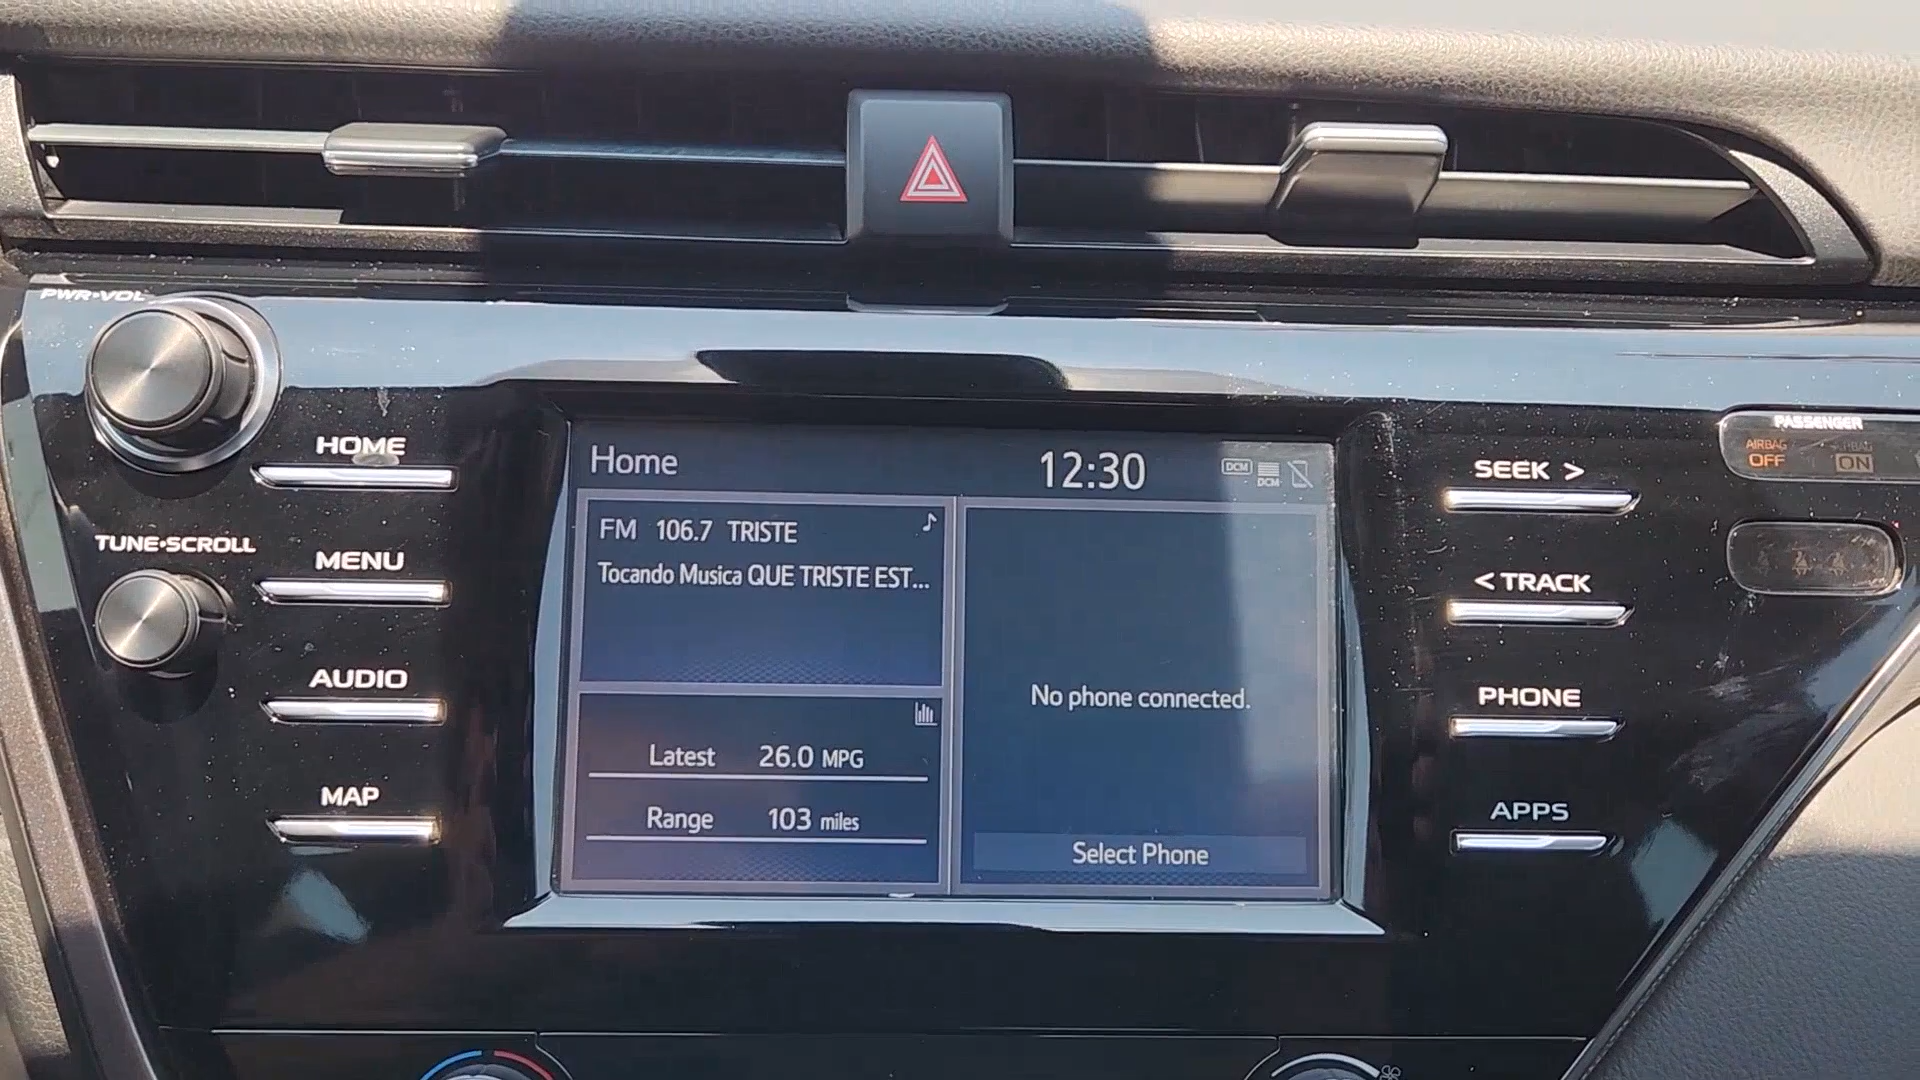 PWR•VOL
HOME
TUNE•SCROLL
MENU
AUDIO
MAP
Home
12:30
DCM
DCM
FM 106.7 TRISTE
Tocando Musica QUE TRISTE EST...
Latest 26.0 MPG
Range 103 miles
No phone connected.
Select Phone
SEEK >
< TRACK
PHONE
APPS
PASSENGER
AIRBAG
OFF
ON